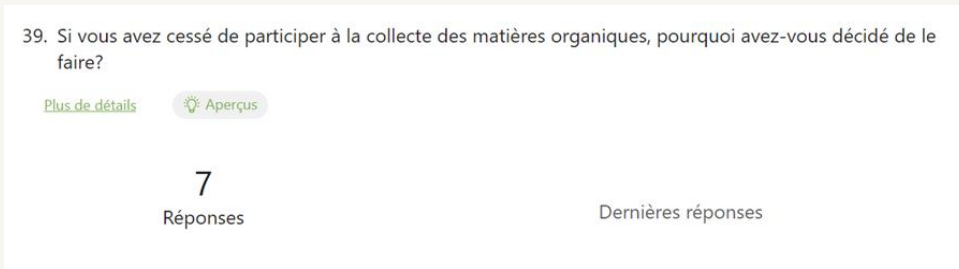 39. Si vous avez cessé de participer à la collecte des matières organiques, pourquoi avez-vous décidé de le
faire?
Plus de détails
Aperçus
7
Réponses
Dernières réponses